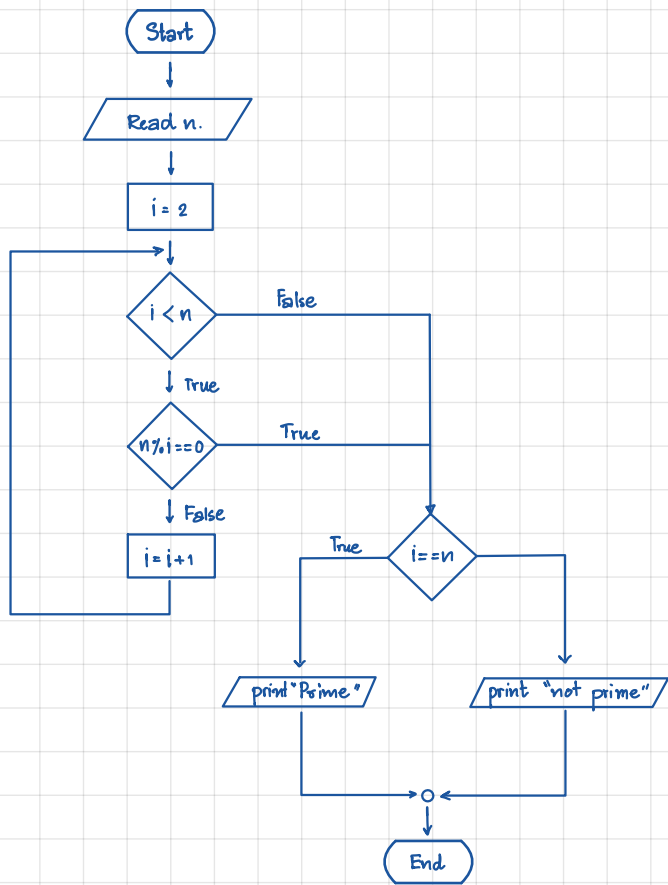 Start
Read n.
i = 2
i < n
False
True
n%i==0
True
False
i = i+1
i==n
True
print "Prime"
print "not prime"
End